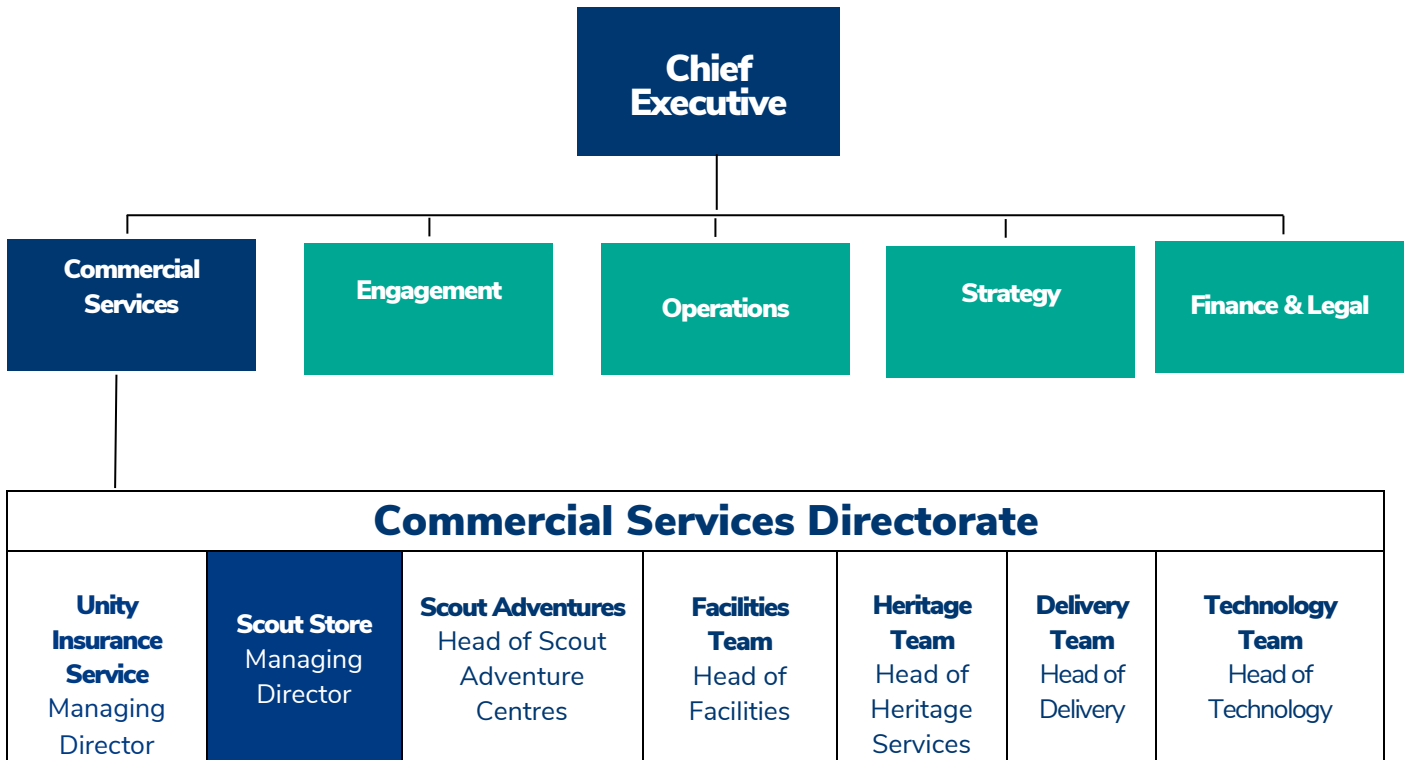 Chief
Executive
Commercial
Services
Engagement
Operations
Strategy
Finance & Legal
Commercial Services Directorate
Unity
Insurance
Service
Managing
Director
Scout Store
Managing
Director
Scout Adventures
Head of Scout
Adventure
Centres
Facilities
Team
Head of
Facilities
Heritage
Team
Head of
Heritage
Services
Delivery
Team
Head of
Delivery
Technology
Team
Head of
Technology